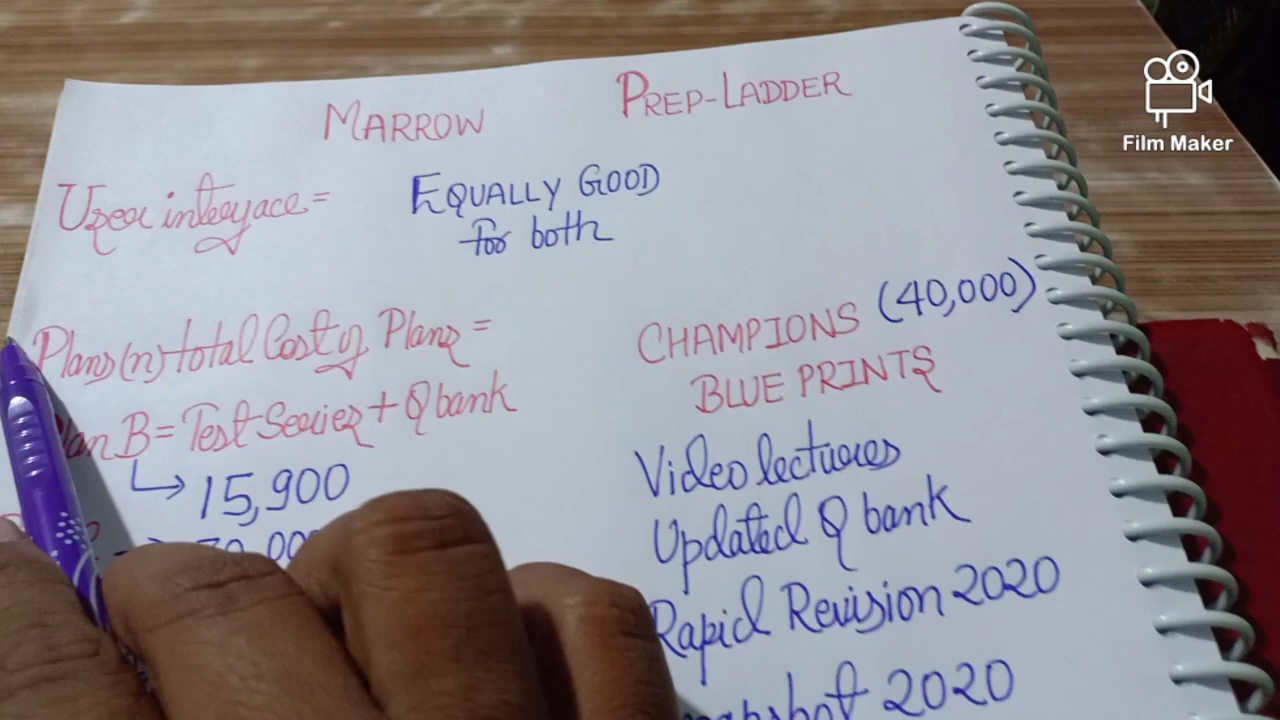 MARROW PREP-LADDER
User interface = EQUALLY GOOD
for both
Plans (n) total Cost of Plans = CHAMPIONS (40,000)
BLUE PRINTS
Plan B = Test Series + Q bank
→ 15,900
Video lectures
Updated Q bank
Rapid Revision 2020
2020
Film Maker